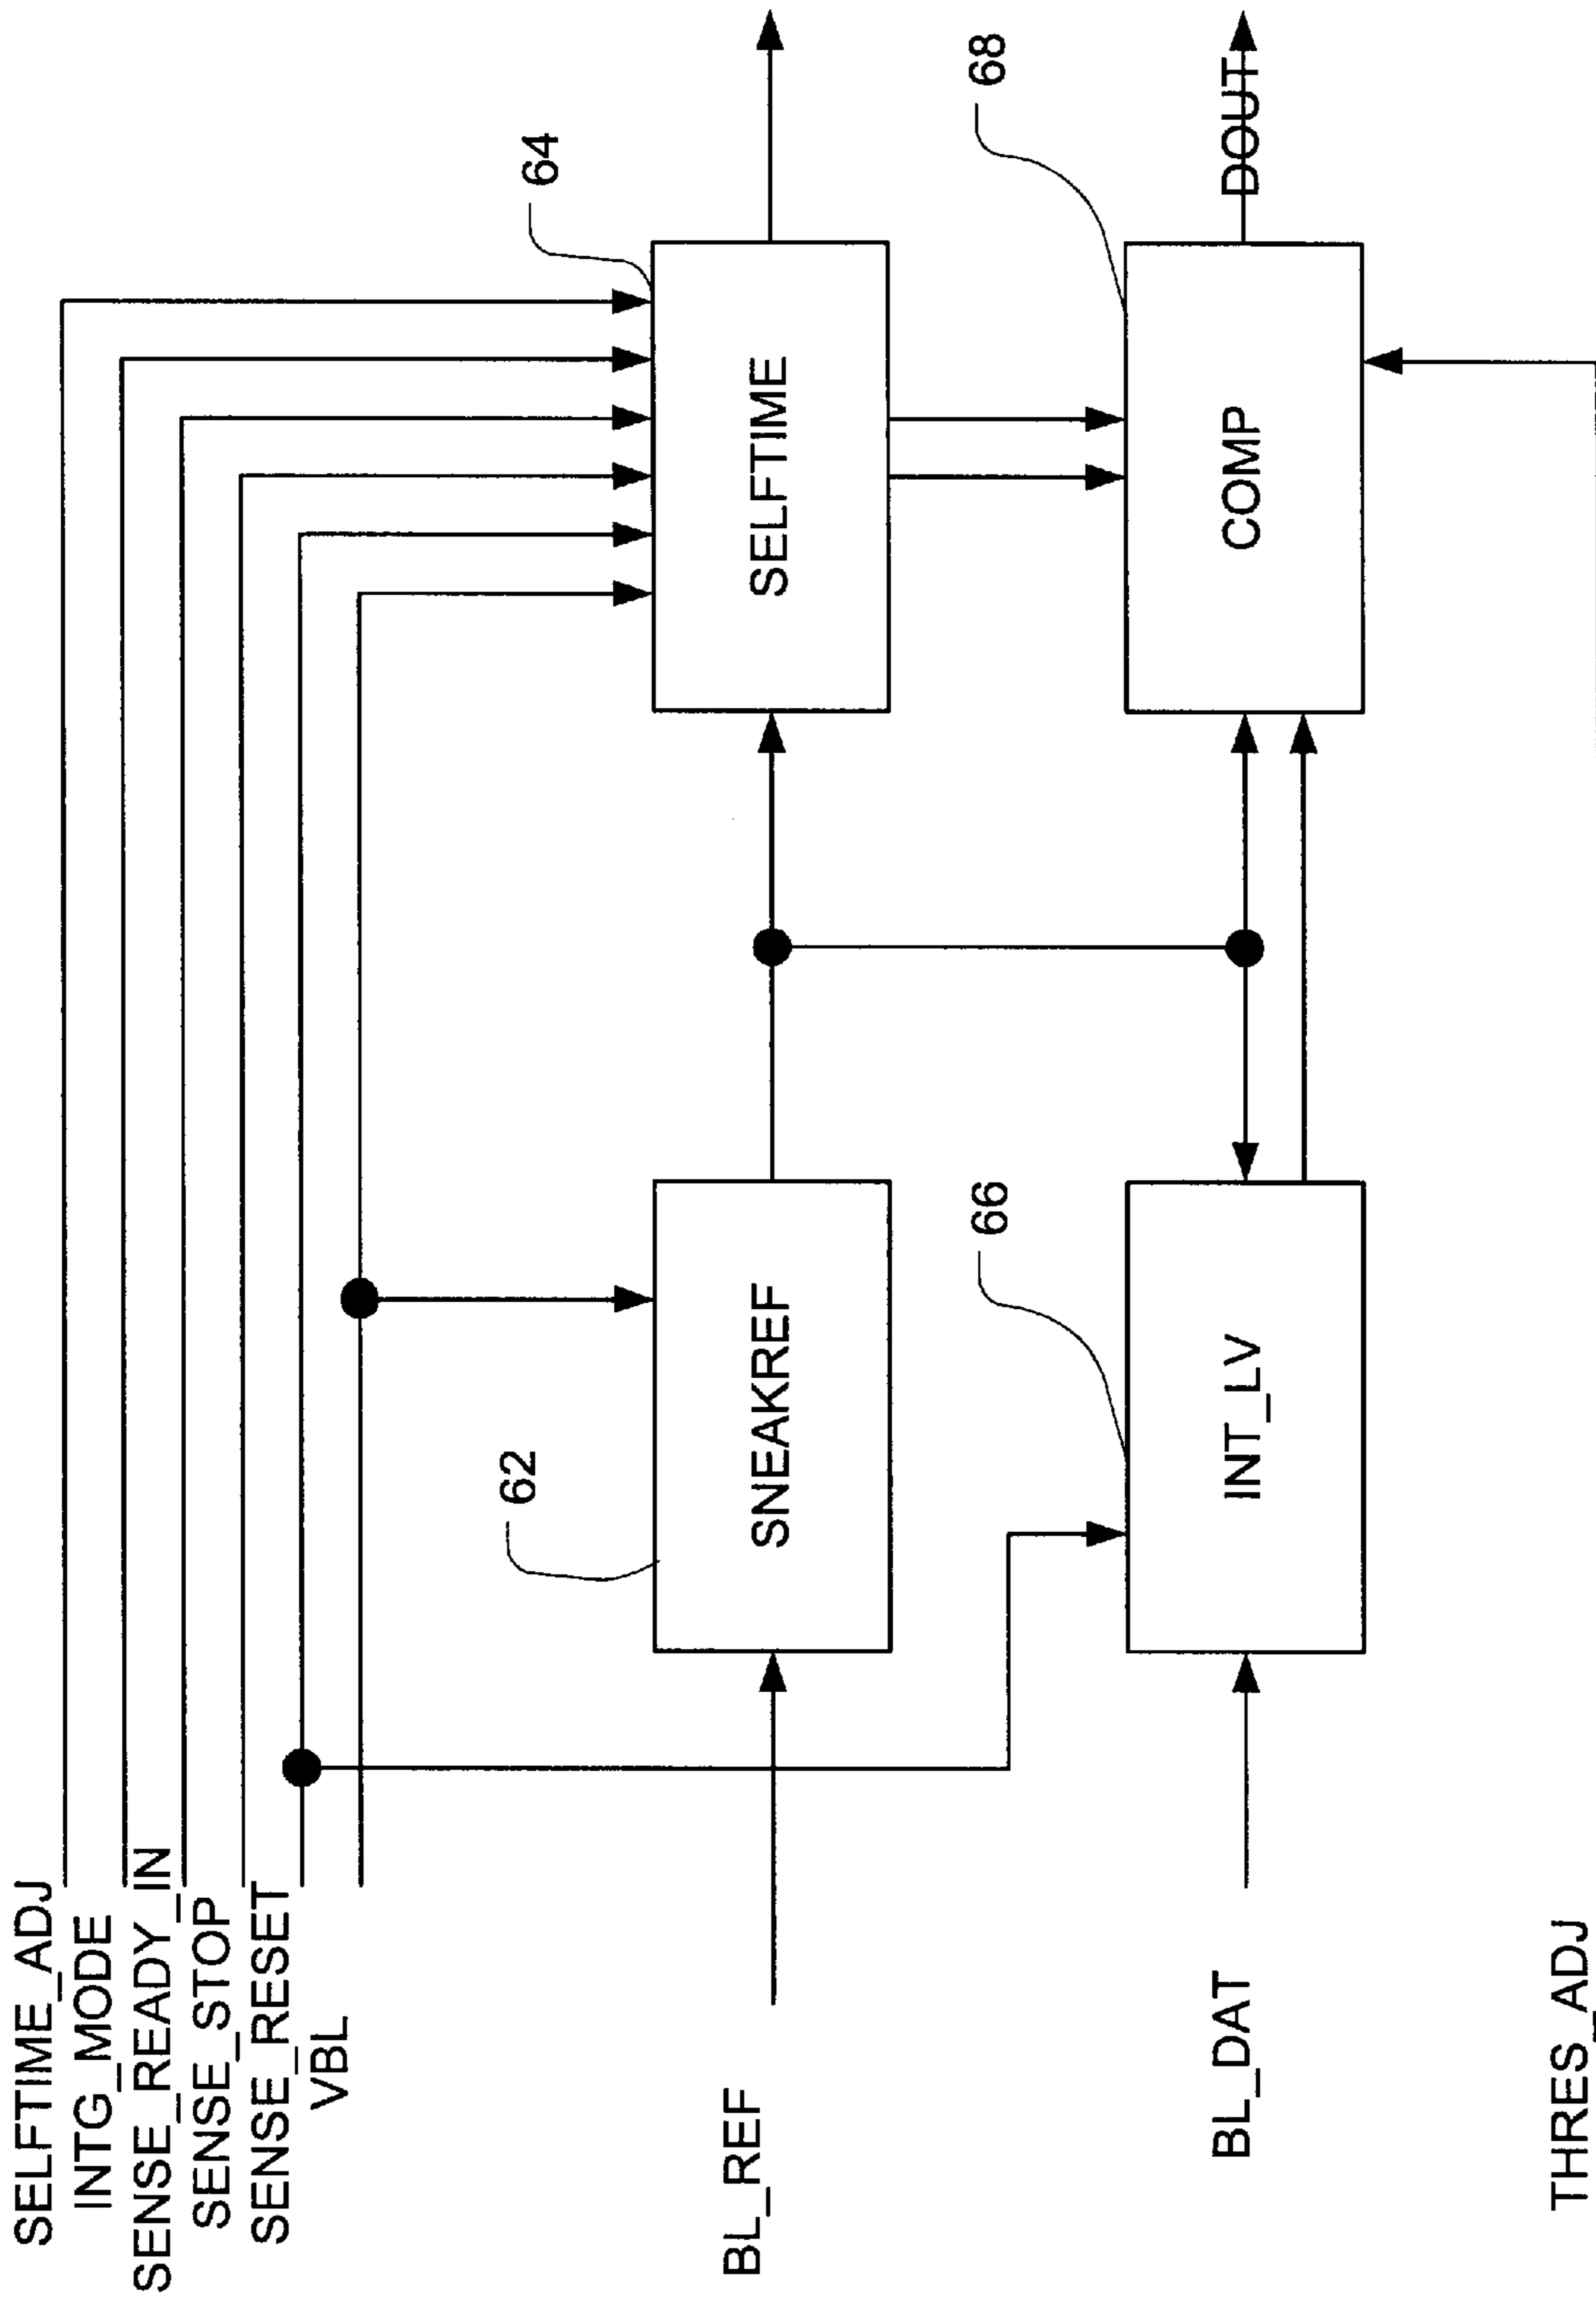 SELFTIME_ADJ
INTG_MODE
SENSE_READY_IN
SENSE_STOP
SENSE_RESET
VBL
BL_REF
62
SNEAKREF
64
SELFTIME
BL_DAT
66
INT_LV
68
COMP
DOUT
THRES_ADJ